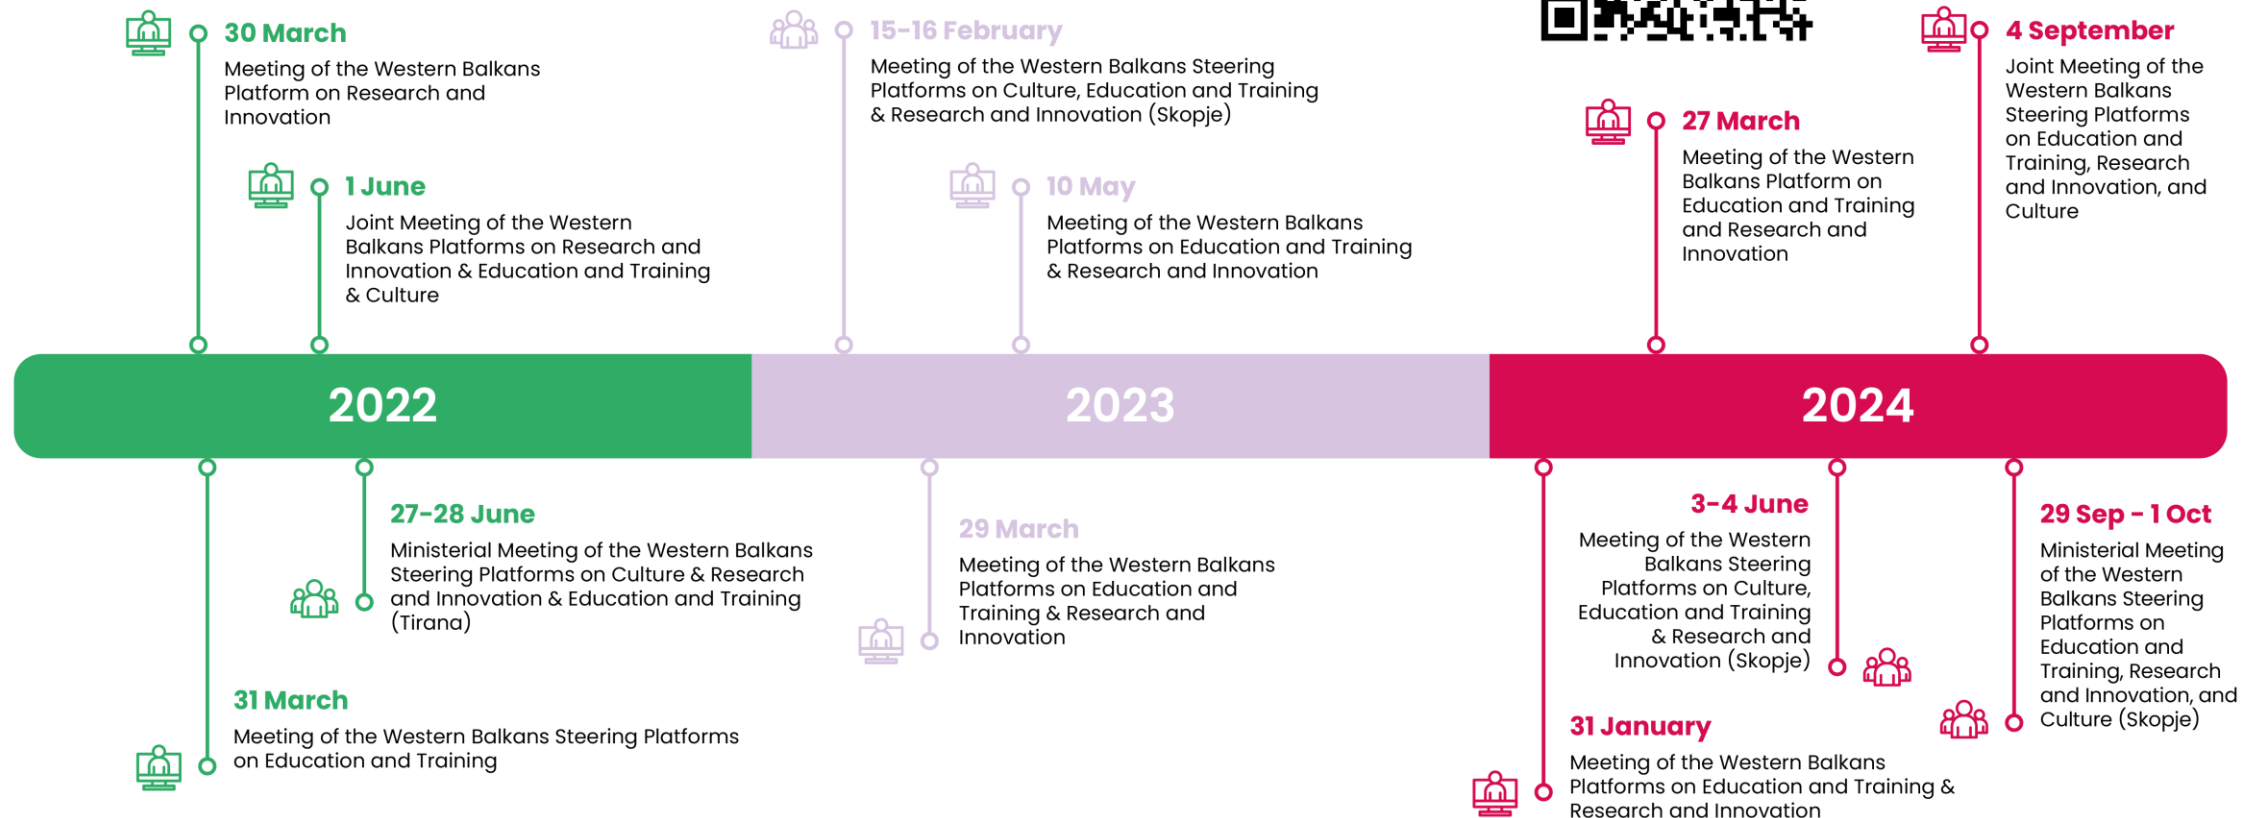 30 March
Meeting of the Western Balkans
Platform on Research and
Innovation
1 June
Joint Meeting of the Western
Balkans Platforms on Research and
Innovation & Education and Training
& Culture
15-16 February
Meeting of the Western Balkans Steering
Platforms on Culture, Education and Training
& Research and Innovation (Skopje)
10 May
Meeting of the Western Balkans
Platforms on Education and Training
& Research and Innovation
27 March
Meeting of the Western
Balkans Platform on
Education and Training
and Research and
Innovation
4 September
Joint Meeting of the
Western Balkans
Steering Platforms
on Education and
Training, Research
and Innovation, and
Culture
2022
2023
2024
27-28 June
Ministerial Meeting of the Western Balkans
Steering Platforms on Culture & Research
and Innovation & Education and Training
(Tirana)
31 March
Meeting of the Western Balkans Steering Platforms
on Education and Training
29 March
Meeting of the Western Balkans
Platforms on Education and
Training & Research and
Innovation
3-4 June
Meeting of the Western
Balkans Steering
Platforms on Culture,
Education and Training
& Research and
Innovation (Skopje)
31 January
Meeting of the Western Balkans
Platforms on Education and Training &
Research and Innovation
29 Sep - 1 Oct
Ministerial Meeting
of the Western
Balkans Steering
Platforms on
Education and
Training, Research
and Innovation, and
Culture (Skopje)